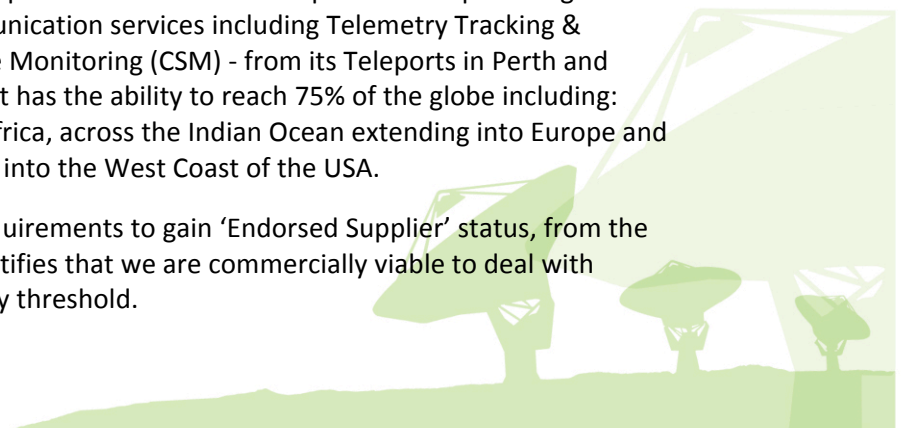 unication services including Telemetry Tracking &
e Monitoring (CSM) - from its Teleports in Perth and
t has the ability to reach 75% of the globe including:
frica, across the Indian Ocean extending into Europe and
into the West Coast of the USA.
quirements to gain ‘Endorsed Supplier’ status, from the
tifies that we are commercially viable to deal with
y threshold.